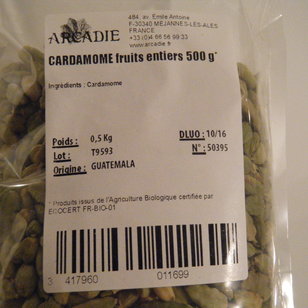 ARCADIE
484, av. Emile Antoine
F-30340 MEJANNES-LES-ALES
FRANCE
+33 (0)4 66 56 99 33
www.arcadie.fr
CARDAMOME fruits entiers 500 g*
Ingrédients : Cardamome
Poids : 0,5 Kg
DLUO : 10/16
Lot : T9593
N° : 50395
Origine : GUATEMALA
* Produits issus de l'Agriculture Biologique certifiée par
ECOCERT FR-BIO-01
3 417960 011699